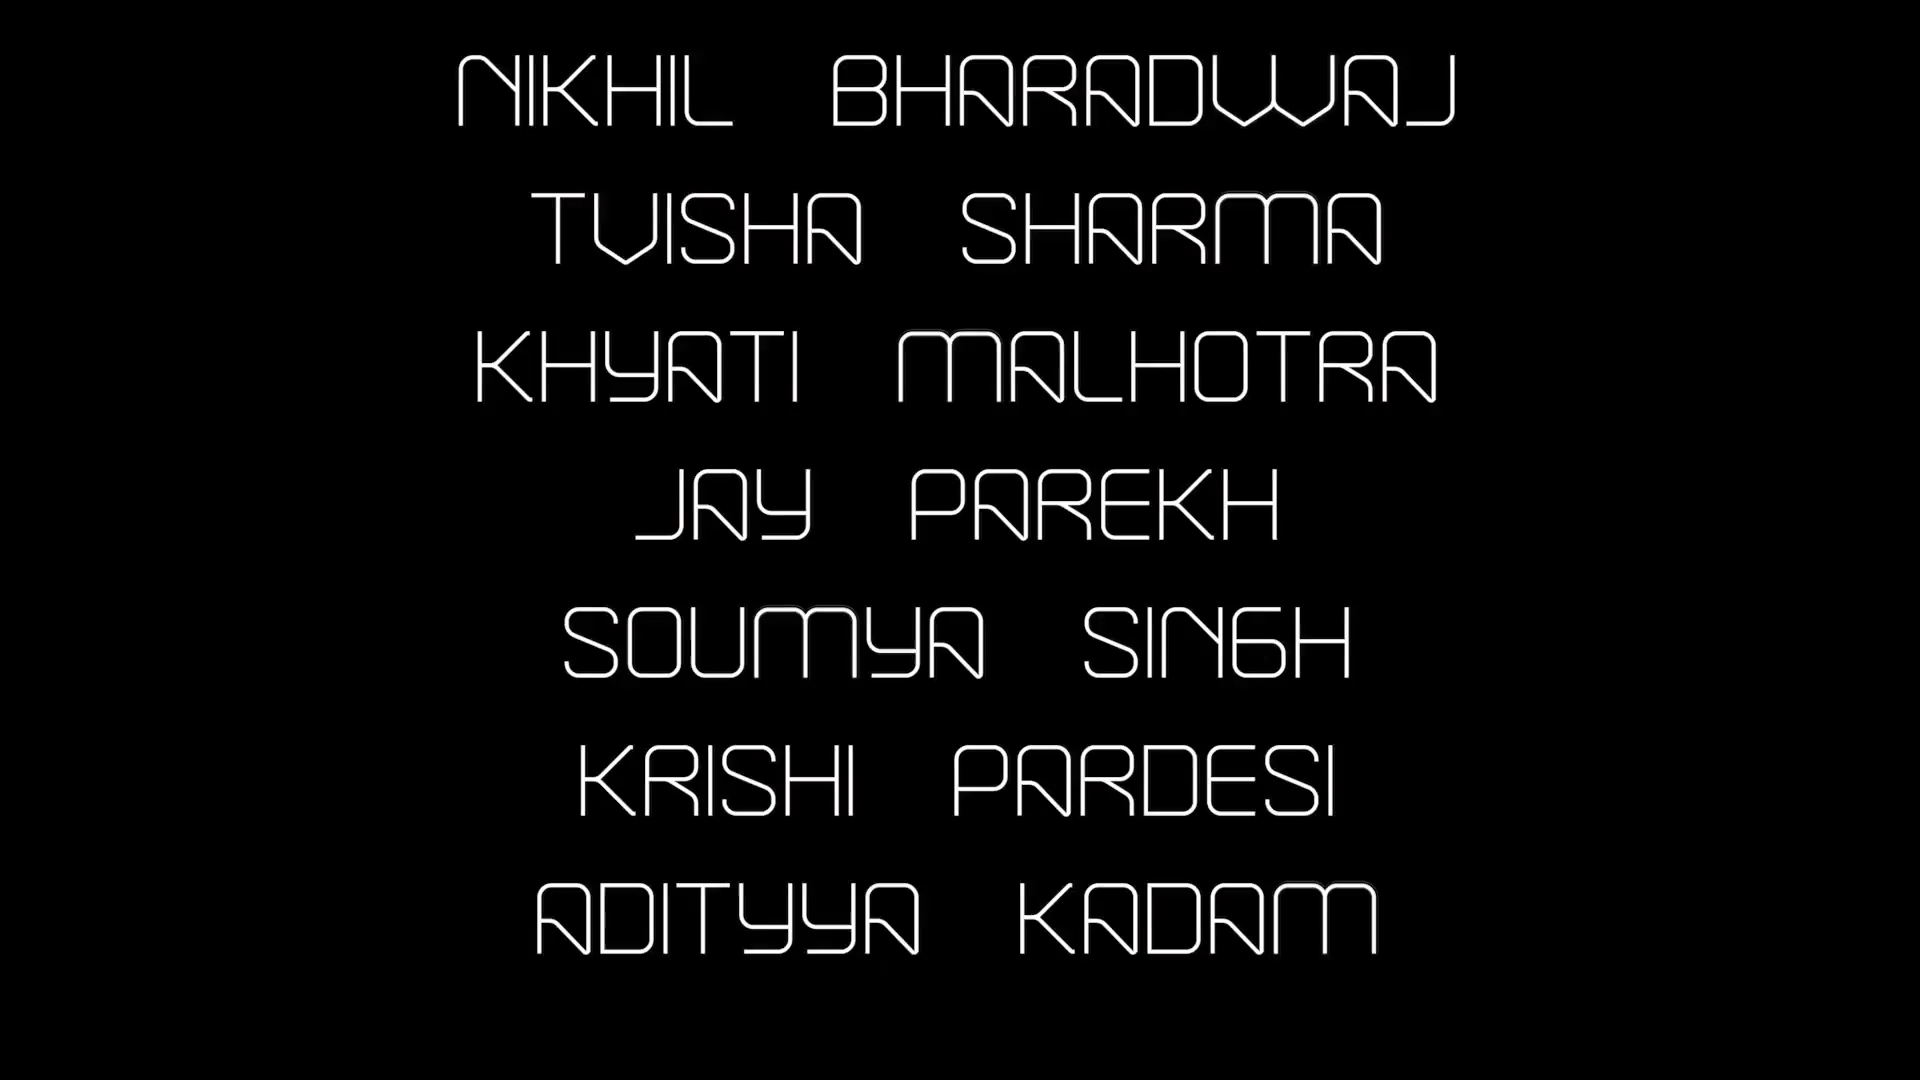 NIKHIL BHARADWAJ
TVISHA SHARMA
KHYATI MALHOTRA
JAY PAREKH
SOUMYA SINGH
KRISHI PARDESI
ADITYYA KADAM